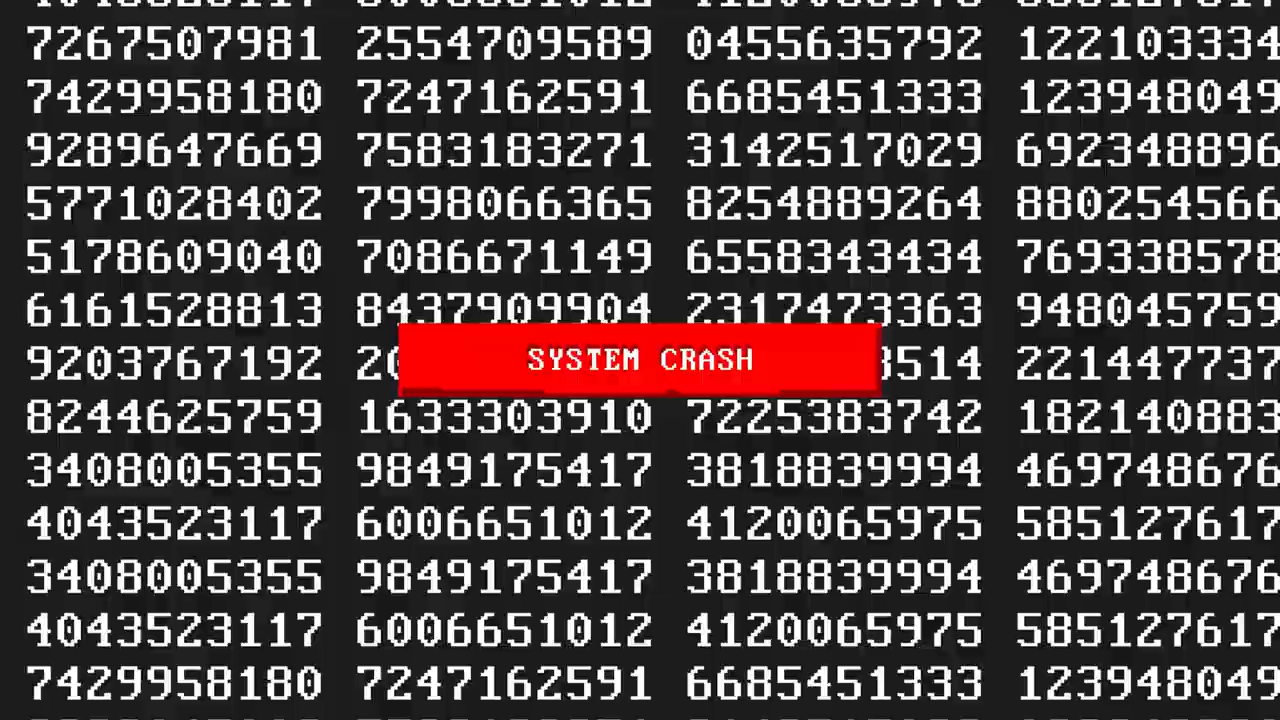 7267507981 2554709589 0455635792 122103334
7429958180 7247162591 6685451333 123948049
9289647669 7583183271 3142517029 692348896
5771028402 7998066365 8254889264 880254566
5178609040 7086671149 6558343434 769338578
6161528813 8437909904 2317473363 948045759
9203767192 20 SYSTEM CRASH 3514 221447737
8244625759 1633303910 7225383742 182140883
3408005355 9849175417 3818839994 469748676
4043523117 6006651012 4120065975 585127617
3408005355 9849175417 3818839994 469748676
4043523117 6006651012 4120065975 585127617
7429958180 7247162591 6685451333 123948049